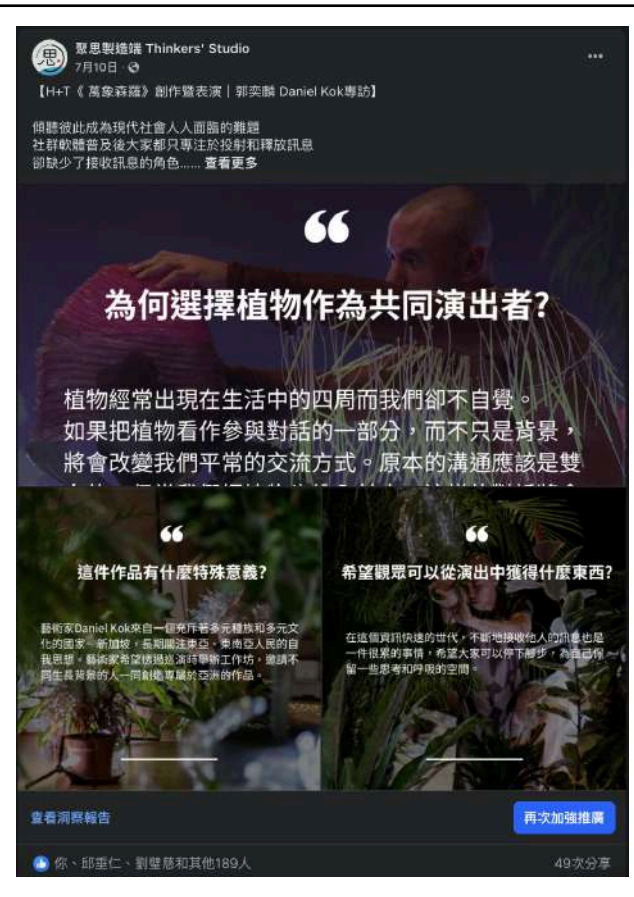 聚思製造端 Thinkers' Studio
7月10日
【H+T《 萬象森羅》創作暨表演｜郭奕麟 Daniel Kok專訪】
傾聽彼此成為現代社會人人面臨的難題
社群軟體普及後大家都只專注於投射和釋放訊息
卻缺少了接收訊息的角色...... 查看更多
為何選擇植物作為共同演出者?
植物經常出現在生活中的四周而我們卻不自覺。
如果把植物看作參與對話的一部分，而不只是背景，
將會改變我們平常的交流方式。原本的溝通應該是雙
這件作品有什麼特殊意義?
藝術家Daniel Kok來自一個充斥著多元種族和多元文
化的國家—新加坡，長期關注東亞、東南亞人民的自
我思想。藝術家希望透過巡演時舉辦工作坊，邀請不
同生長背景的人一同創造專屬於亞洲的作品。
希望觀眾可以從演出中獲得什麼東西?
在這個資訊快速的世代，不斷地接收他人的訊息也是
一件很累的事情，希望大家可以停下腳步，為自己保
留一些思考和呼吸的空間。
查看洞察報告
再次加強推廣
你、邱垂仁、劉璧慈和其他189人
49次分享